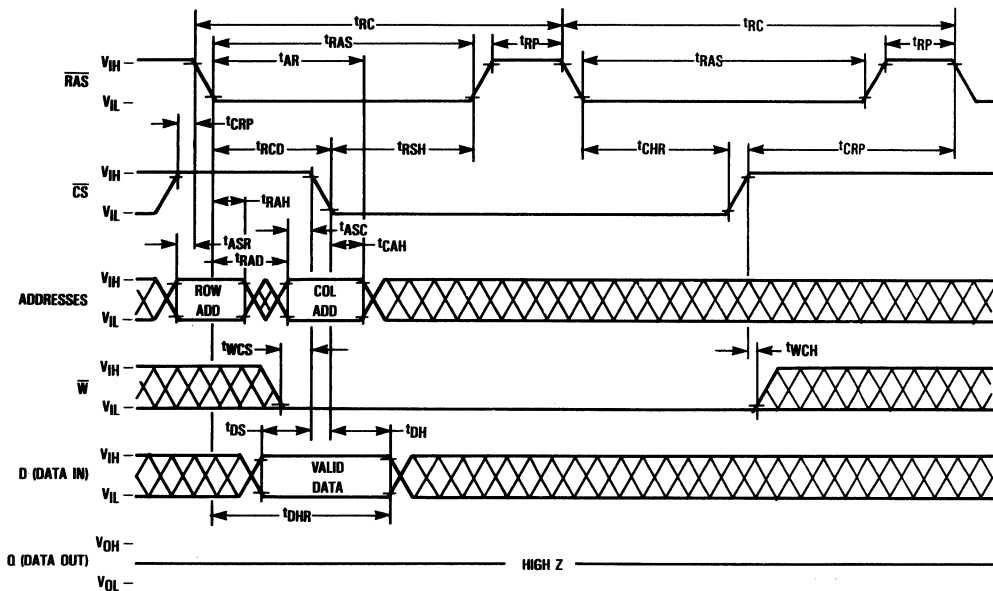 tRC
tRC
tRAS
tRP
tAR
tRAS
tRP
VIH
RAS
VIL
tCRP
tRCD
tRSH
tCHR
tCRP
VIH
CS
VIL
tRAH
tASC
tASR
tCAH
tRAD
VIH
ADDRESSES
ROW ADD
COL ADD
VIL
tWCS
tWCH
VIH
W
VIL
tDS
tDH
VIH
D (DATA IN)
VALID DATA
VIL
tDHR
VOH
Q (DATA OUT)
HIGH Z
VOL